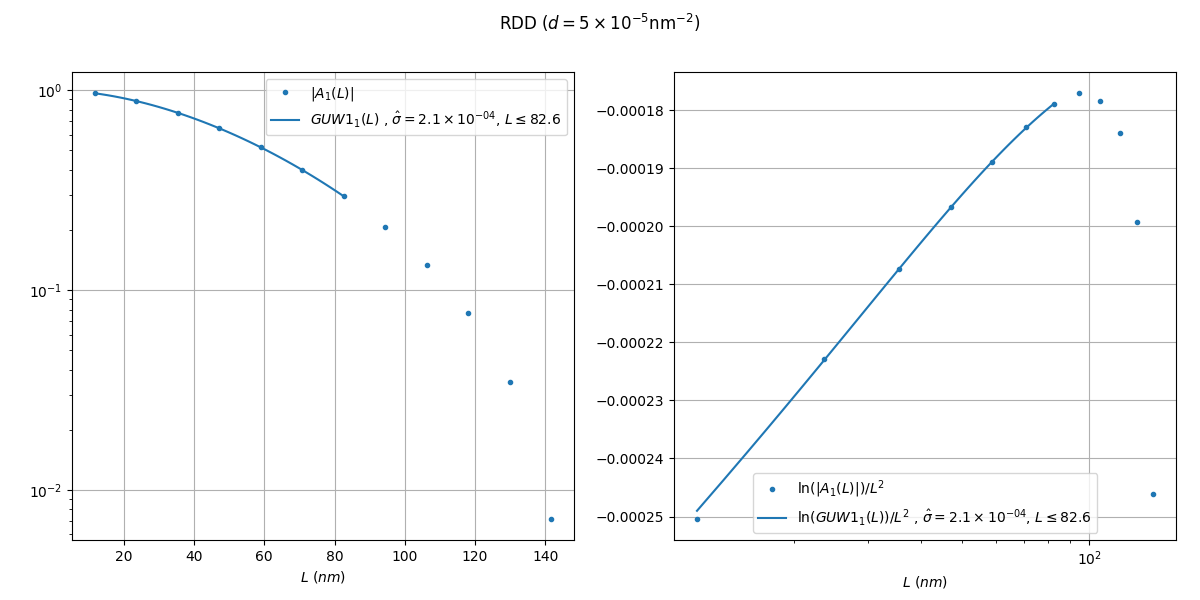 RDD (d = 5 × 10⁻⁵nm⁻²)
10⁰
10⁻¹
10⁻²
|A₁(L)|
GUW1₁(L) , σ̂ = 2.1 × 10⁻⁰⁴, L ≤ 82.6
20 40 60 80 100 120 140
L (nm)
−0.00018
−0.00019
−0.00020
−0.00021
−0.00022
−0.00023
−0.00024
−0.00025
ln(|A₁(L)|)/L²
ln(GUW1₁(L))/L² , σ̂ = 2.1 × 10⁻⁰⁴, L ≤ 82.6
10²
L (nm)